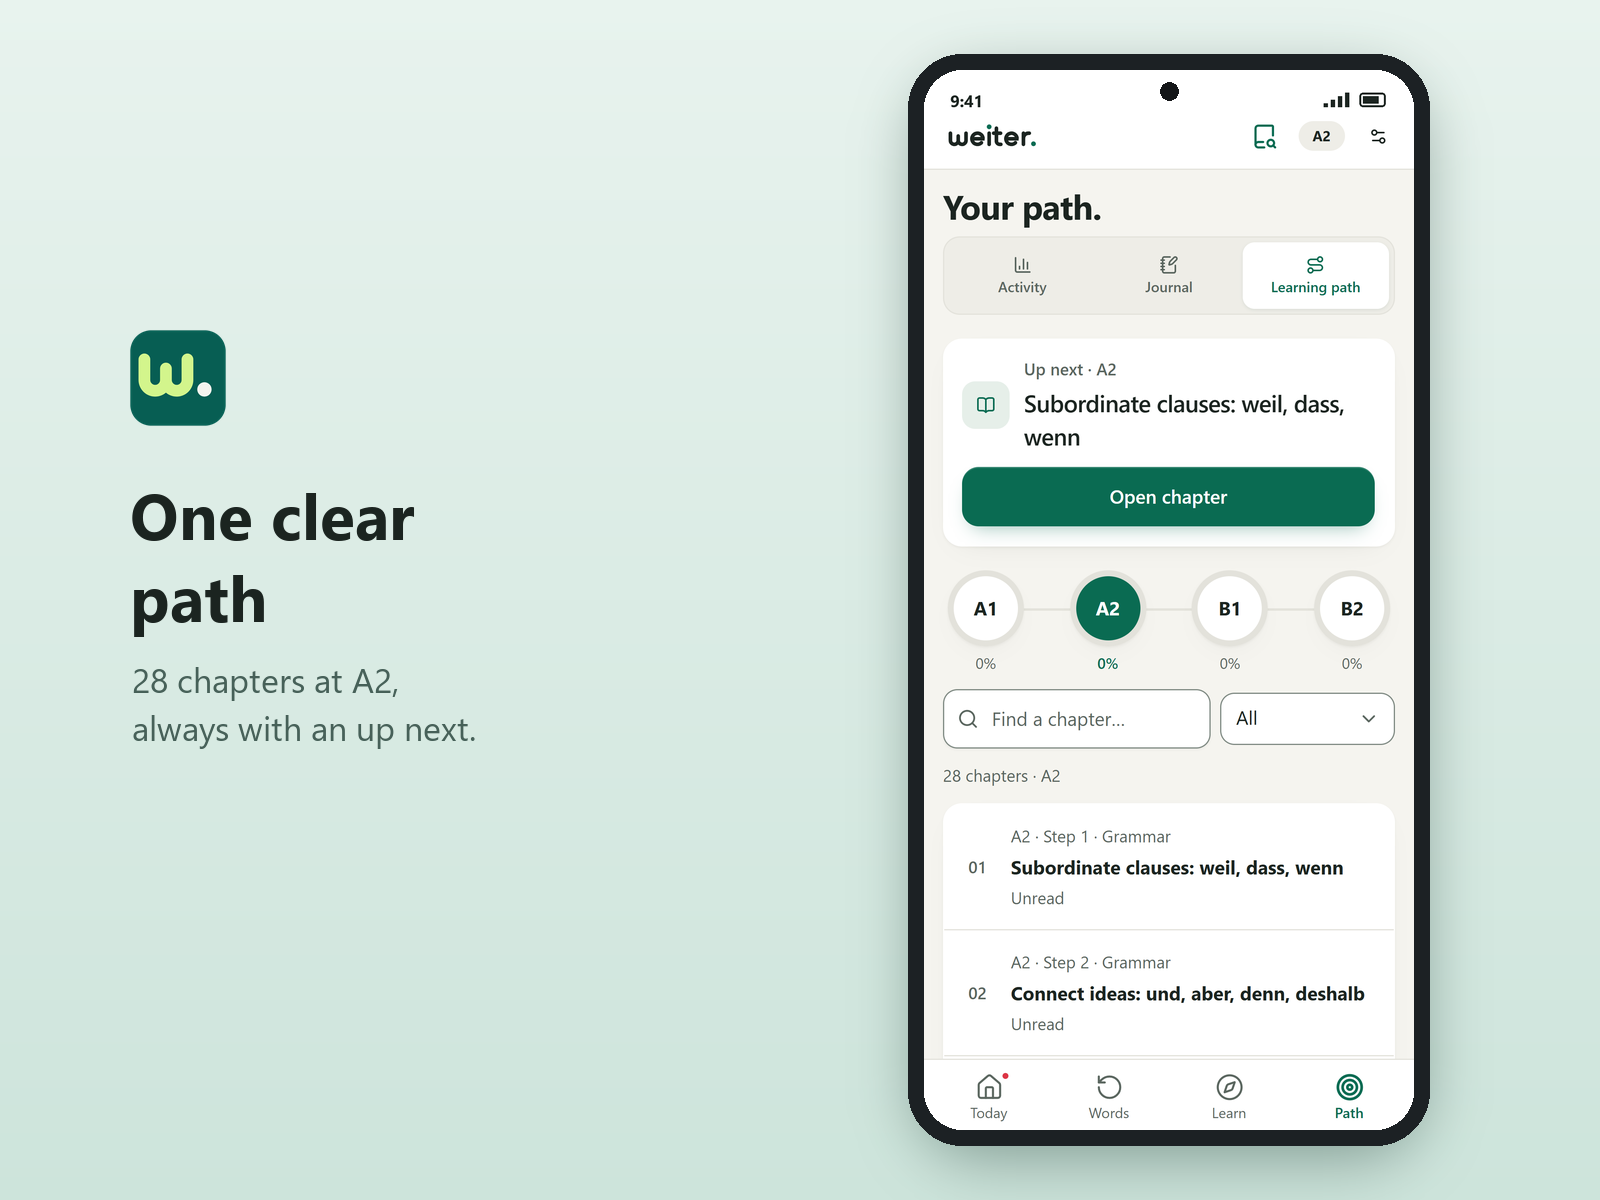 w.
One clear
path
28 chapters at A2,
always with an up next.
9:41
weiter.
A2
Your path.
Activity
Journal
Learning path
Up next · A2
Subordinate clauses: weil, dass,
wenn
Open chapter
A1
A2
B1
B2
0%
0%
0%
0%
Find a chapter...
All
28 chapters · A2
A2 · Step 1 · Grammar
01
Subordinate clauses: weil, dass, wenn
Unread
A2 · Step 2 · Grammar
02
Connect ideas: und, aber, denn, deshalb
Unread
Today
Words
Learn
Path